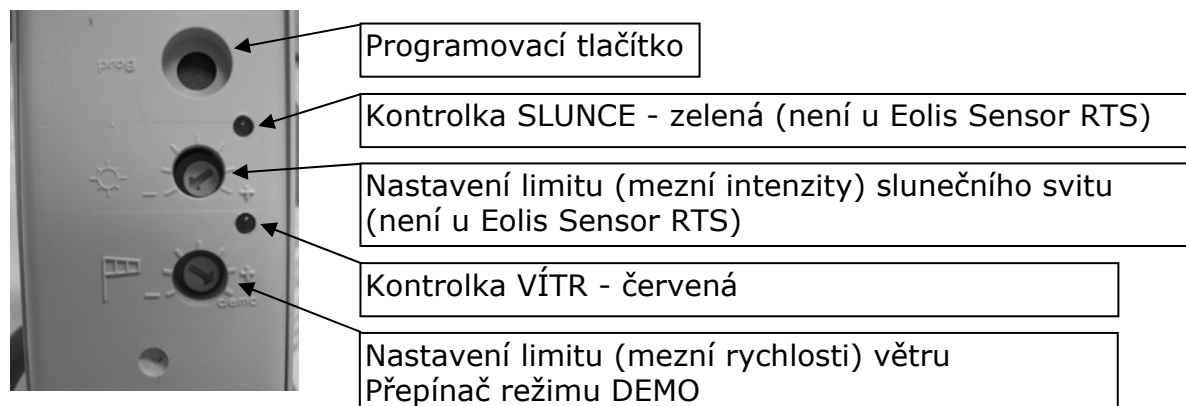 Programovací tlačítko
prog
Kontrolka SLUNCE - zelená (není u Eolis Sensor RTS)
Nastavení limitu (mezní intenzity) slunečního svitu
(není u Eolis Sensor RTS)
- +
Kontrolka VÍTR - červená
- +
demo
Nastavení limitu (mezní rychlosti) větru
Přepínač režimu DEMO